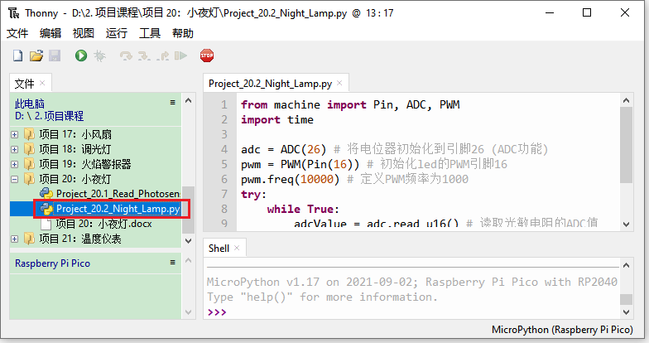 Thonny - D:\2. 项目课程\项目 20：小夜灯\Project_20.2_Night_Lamp.py @ 13 : 17
文件 编辑 视图 运行 工具 帮助
STOP
文件
此电脑
D: \ 2. 项目课程
项目 17：小风扇
项目 18：调光灯
项目 19：火焰警报器
项目 20：小夜灯
Project_20.1_Read_Photosen
Project_20.2_Night_Lamp.py
项目 20：小夜灯.docx
项目 21：温度仪表
Raspberry Pi Pico
Project_20.2_Night_Lamp.py
1 from machine import Pin, ADC, PWM
2 import time
3
4 adc = ADC(26) # 将电位器初始化到引脚26 (ADC功能)
5 pwm = PWM(Pin(16)) # 初始化led的PWM引脚16
6 pwm.freq(10000) # 定义PWM频率为1000
7 try:
8 while True:
9 adcValue = adc.read_u16() # 读取光敌电阻的ADC值
Shell
MicroPython v1.17 on 2021-09-02; Raspberry Pi Pico with RP2040
Type "help()" for more information.
>>>
MicroPython (Raspberry Pi Pico)